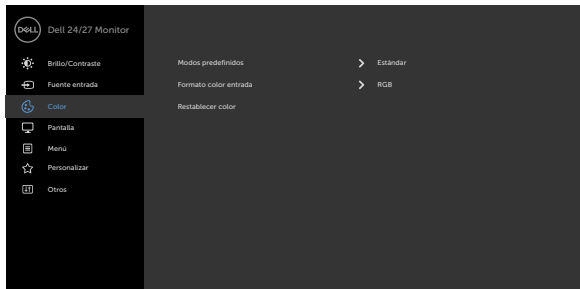 DELL Dell 24/27 Monitor
Brillo/Contraste
Modos predefinidos Estándar
Fuente entrada
Formato color entrada RGB
Color
Restablecer color
Pantalla
Menú
Personalizar
Otros